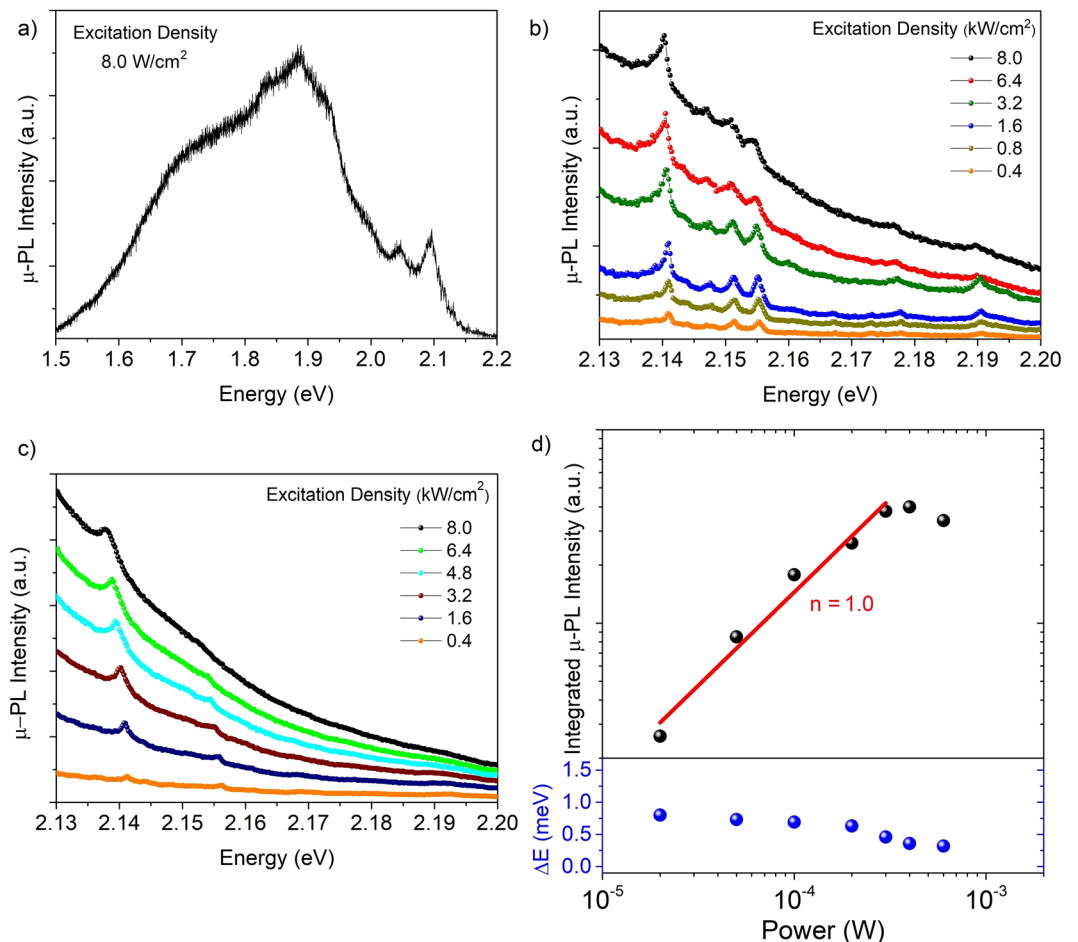 a)
Excitation Density
8.0 W/cm²
μ-PL Intensity (a.u.)
1.5 1.6 1.7 1.8 1.9 2.0 2.1 2.2
Energy (eV)
b)
Excitation Density (kW/cm²)
8.0
6.4
3.2
1.6
0.8
0.4
μ-PL Intensity (a.u.)
2.13 2.14 2.15 2.16 2.17 2.18 2.19 2.20
Energy (eV)
c)
Excitation Density (kW/cm²)
8.0
6.4
4.8
3.2
1.6
0.4
μ−PL Intensity (a.u.)
2.13 2.14 2.15 2.16 2.17 2.18 2.19 2.20
Energy (eV)
d)
Integrated μ-PL Intensity (a.u.)
n = 1.0
ΔE (meV)
1.5
1.0
0.5
0.0
10⁻⁵ 10⁻⁴ 10⁻³
Power (W)